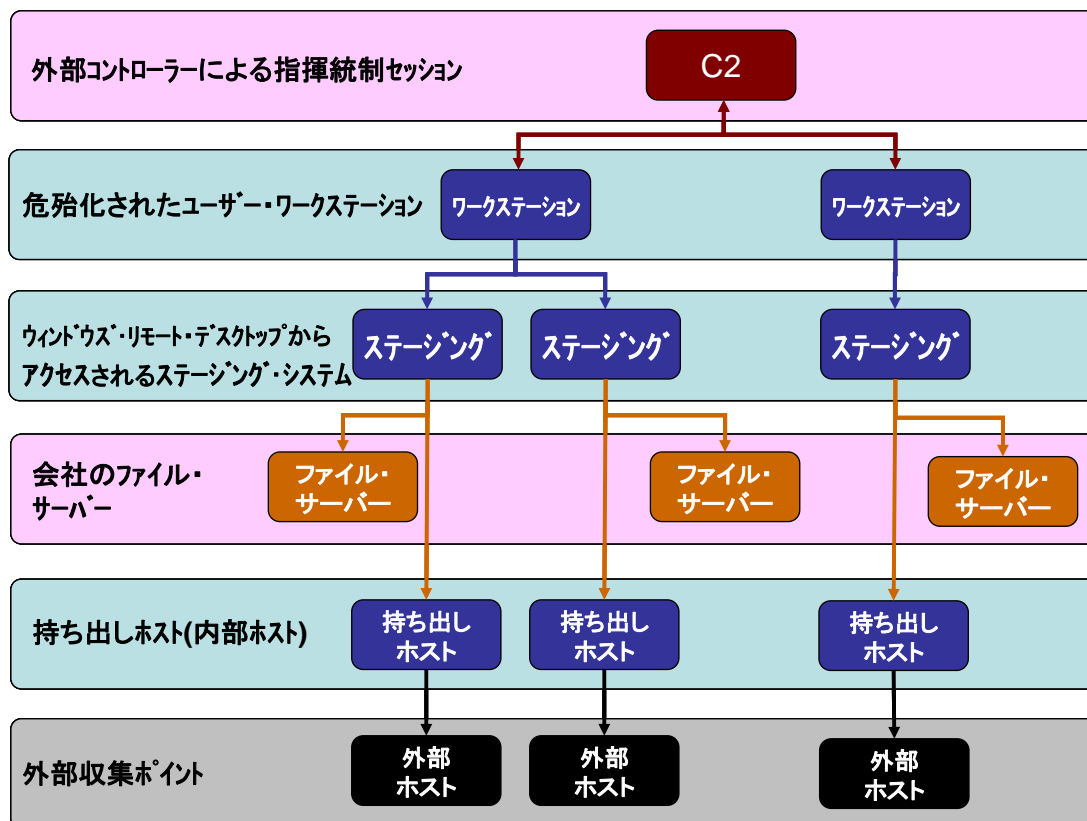 外部コントローラーによる指揮統制セッション
C2
危殆化されたユーザー・ワークステーション
ワークステーション
ワークステーション
ウィンドウズ・リモート・デスクトップから
アクセスされるステージング・システム
ステージング
ステージング
ステージング
会社のファイル・
サーバー
ファイル・
サーバー
ファイル・
サーバー
ファイル・
サーバー
持ち出しホスト(内部ホスト)
持ち出し
ホスト
持ち出し
ホスト
持ち出し
ホスト
外部収集ポイント
外部
ホスト
外部
ホスト
外部
ホスト